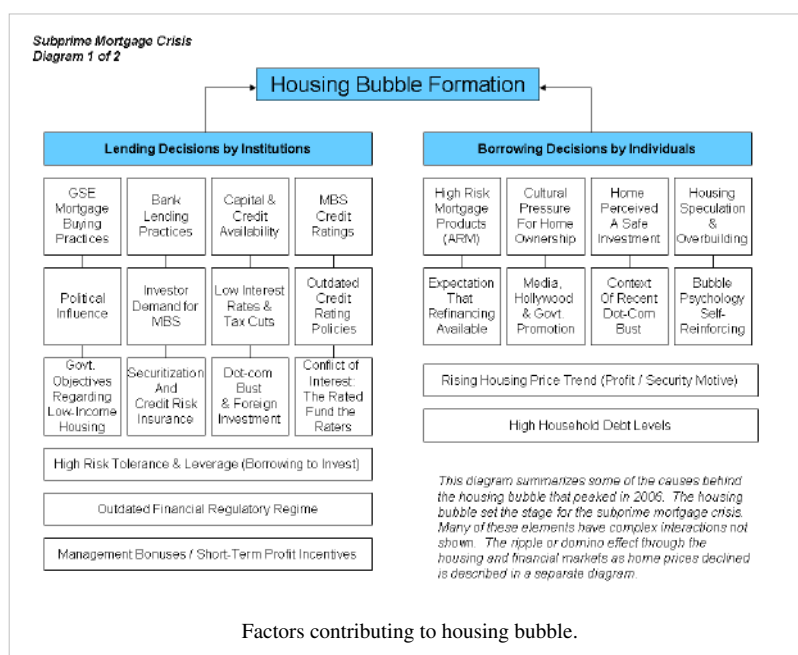 Subprime Mortgage Crisis
Diagram 1 of 2
Housing Bubble Formation
Lending Decisions by Institutions
GSE
Mortgage
Buying
Practices
Bank
Lending
Practices
Capital &
Credit
Availability
MBS
Credit
Ratings
Political
Influence
Investor
Demand for
MBS
Low Interest
Rates &
Tax Cuts
Outdated
Credit
Rating
Policies
Govt.
Objectives
Regarding
Low-Income
Housing
Securitization
And
Credit Risk
Insurance
Dot-com
Bust
& Foreign
Investment
Conflict of
Interest:
The Rated
Fund the
Raters
High Risk Tolerance & Leverage (Borrowing to Invest)
Outdated Financial Regulatory Regime
Management Bonuses / Short-Term Profit Incentives
Borrowing Decisions by Individuals
High Risk
Mortgage
Products
(ARM)
Cultural
Pressure
For Home
Ownership
Home
Perceived
A Safe
Investment
Housing
Speculation
&
Overbuilding
Expectation
That
Refinancing
Available
Media,
Hollywood
& Govt.
Promotion
Context
Of Recent
Dot-Com
Bust
Bubble
Psychology
Self-
Reinforcing
Rising Housing Price Trend (Profit / Security Motive)
High Household Debt Levels
This diagram summarizes some of the causes behind
the housing bubble that peaked in 2006. The housing
bubble set the stage for the subprime mortgage crisis.
Many of these elements have complex interactions not
shown. The ripple or domino effect through the
housing and financial markets as home prices declined
is described in a separate diagram.
Factors contributing to housing bubble.